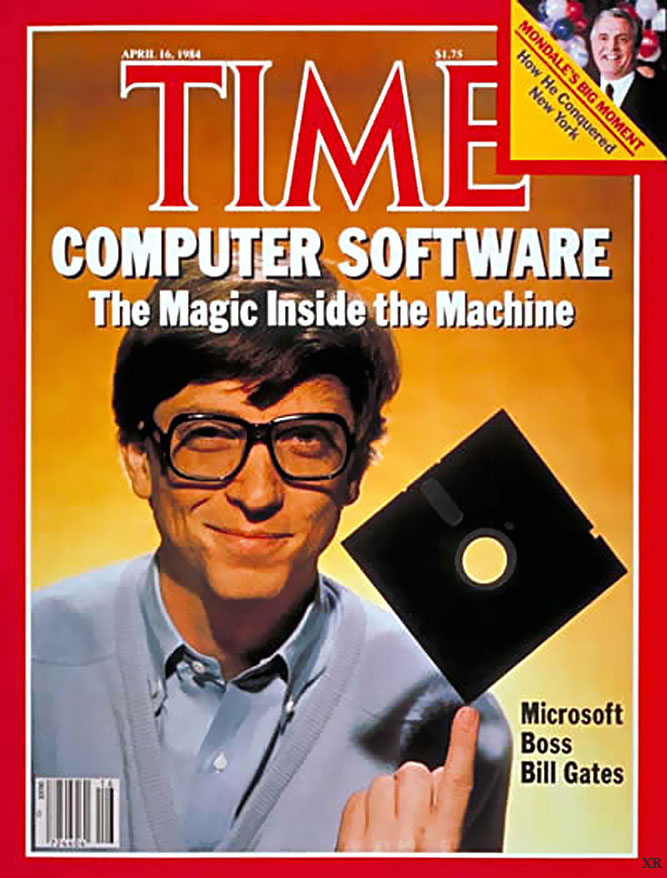 APRIL 16, 1984
$1.75
TIME
MONDALE'S BIG MOMENT
How He Conquered
New York
COMPUTER SOFTWARE
The Magic Inside the Machine
Microsoft
Boss
Bill Gates
XR